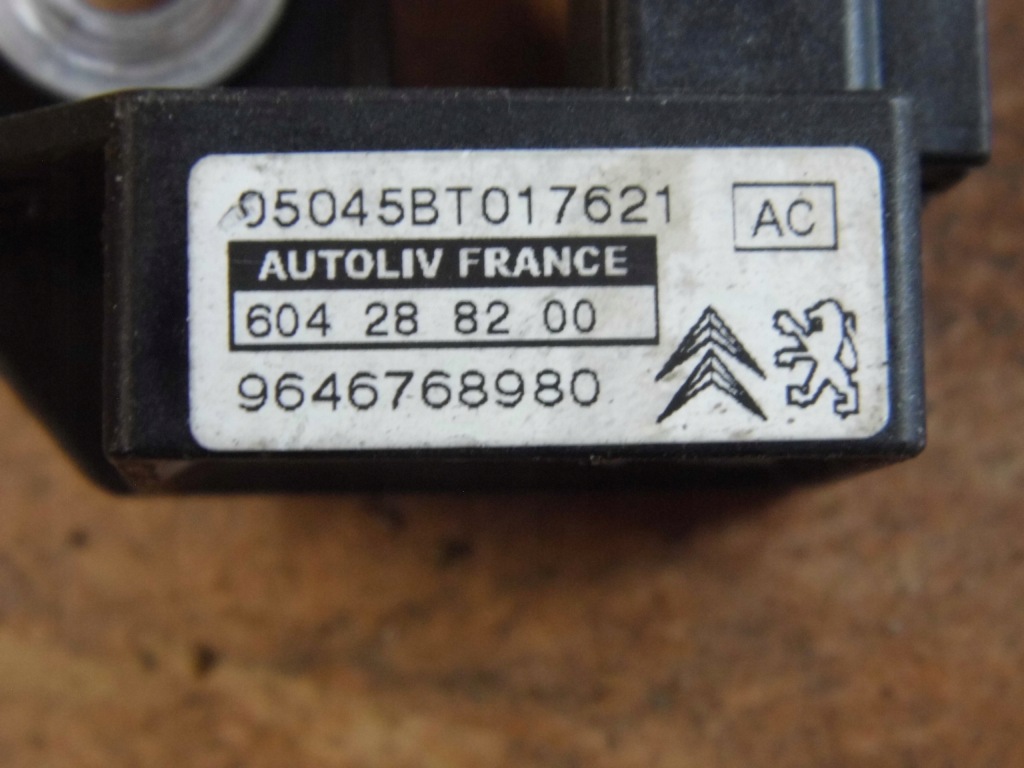 05045BT017621
AC
AUTOLIV FRANCE
604 28 82 00
9646768980